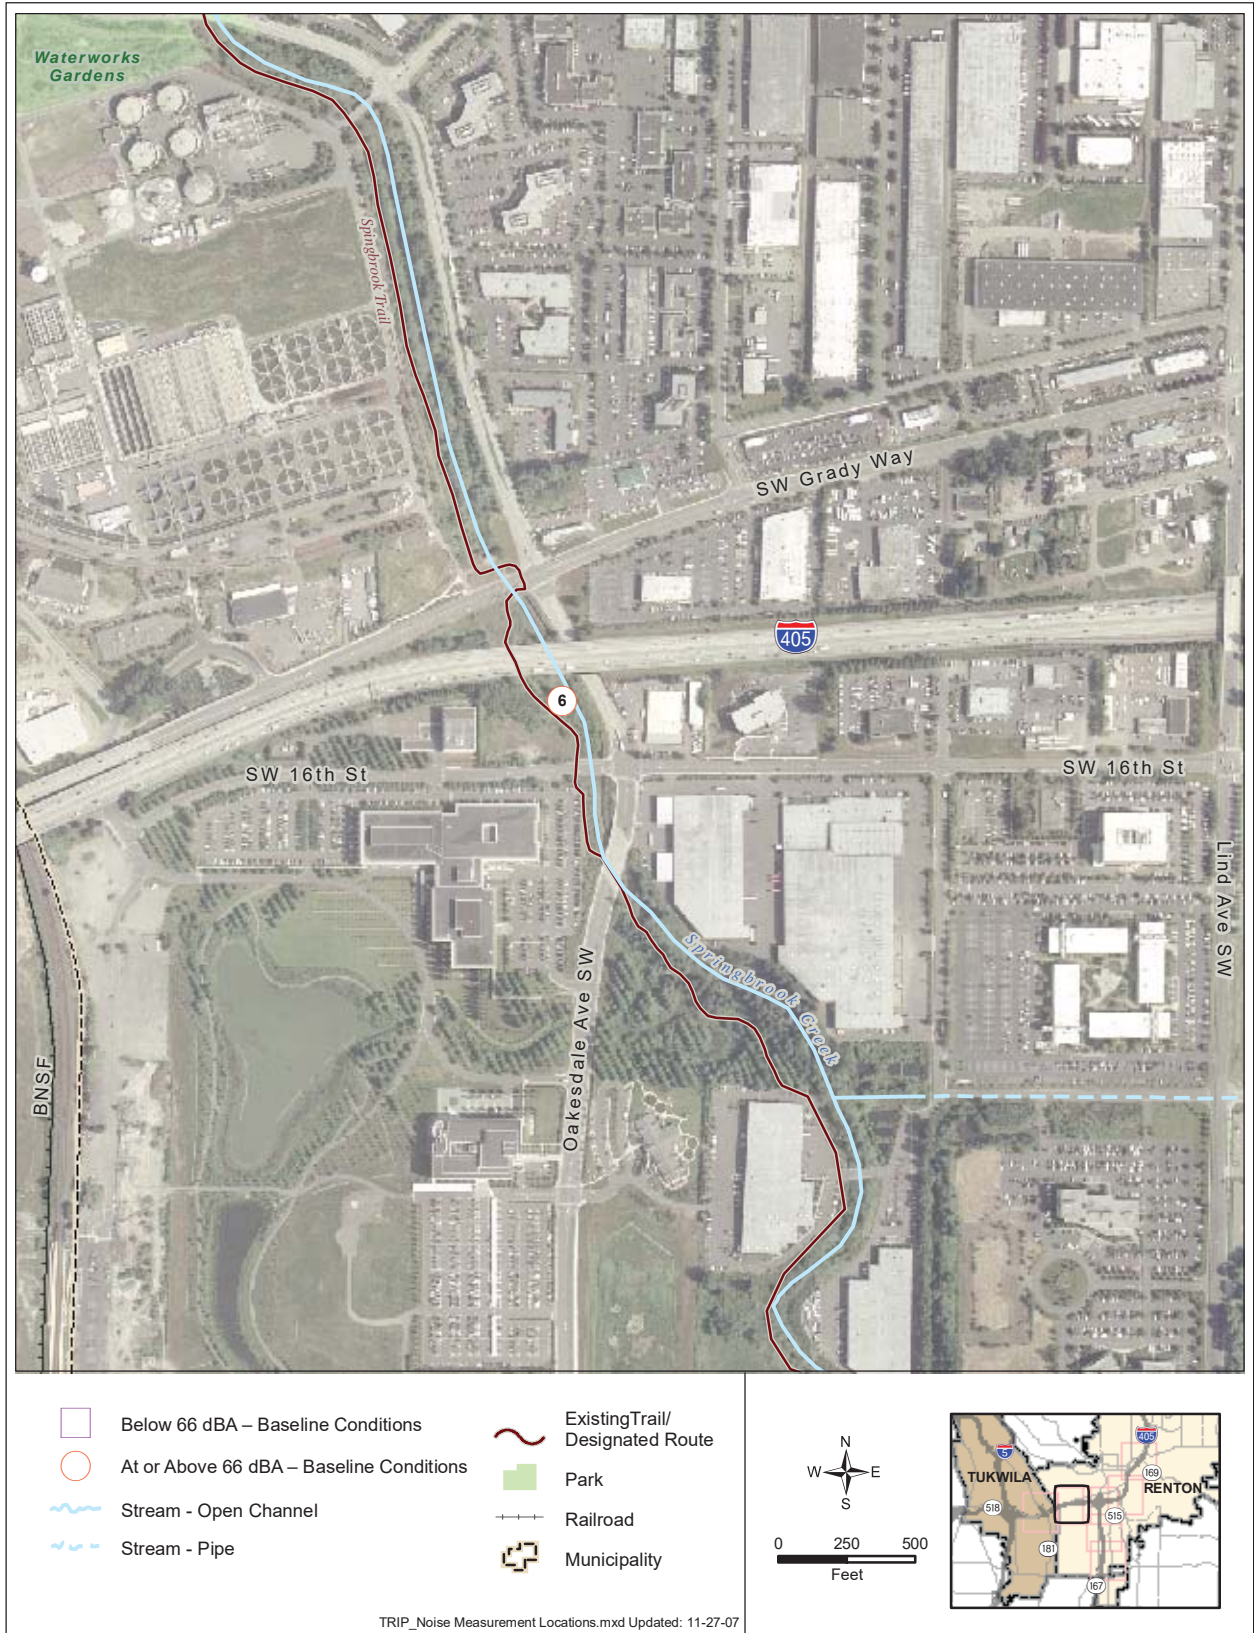 Waterworks
Gardens
Spingbrook Trail
SW Grady Way
405
6
SW 16th St
SW 16th St
Lind Ave SW
Springbrook Creek
Oakesdale Ave SW
BNSF
Below 66 dBA – Baseline Conditions
At or Above 66 dBA – Baseline Conditions
Stream - Open Channel
Stream - Pipe
ExistingTrail/
Designated Route
Park
Railroad
Municipality
TRIP_Noise Measurement Locations.mxd Updated: 11-27-07
N
W E
S
0 250 500
Feet
405
5
TUKWILA
169
RENTON
518
515
181
167